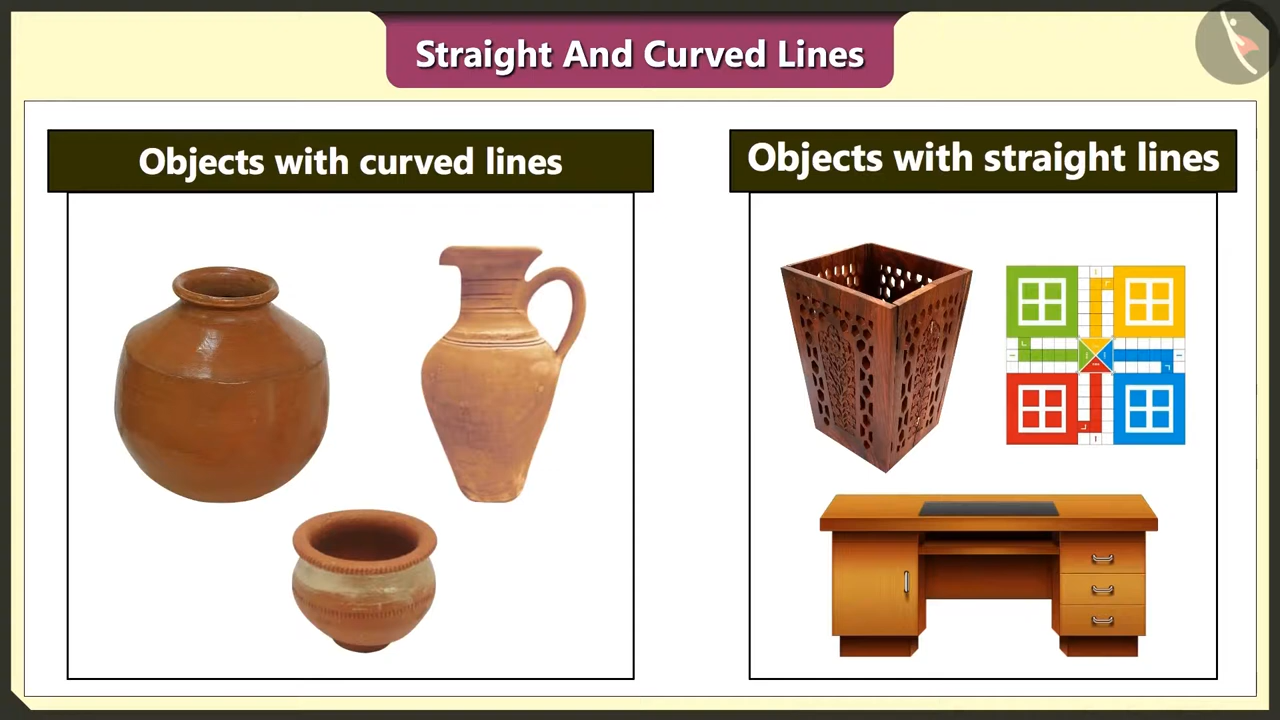 Straight And Curved Lines
Objects with curved lines
Objects with straight lines